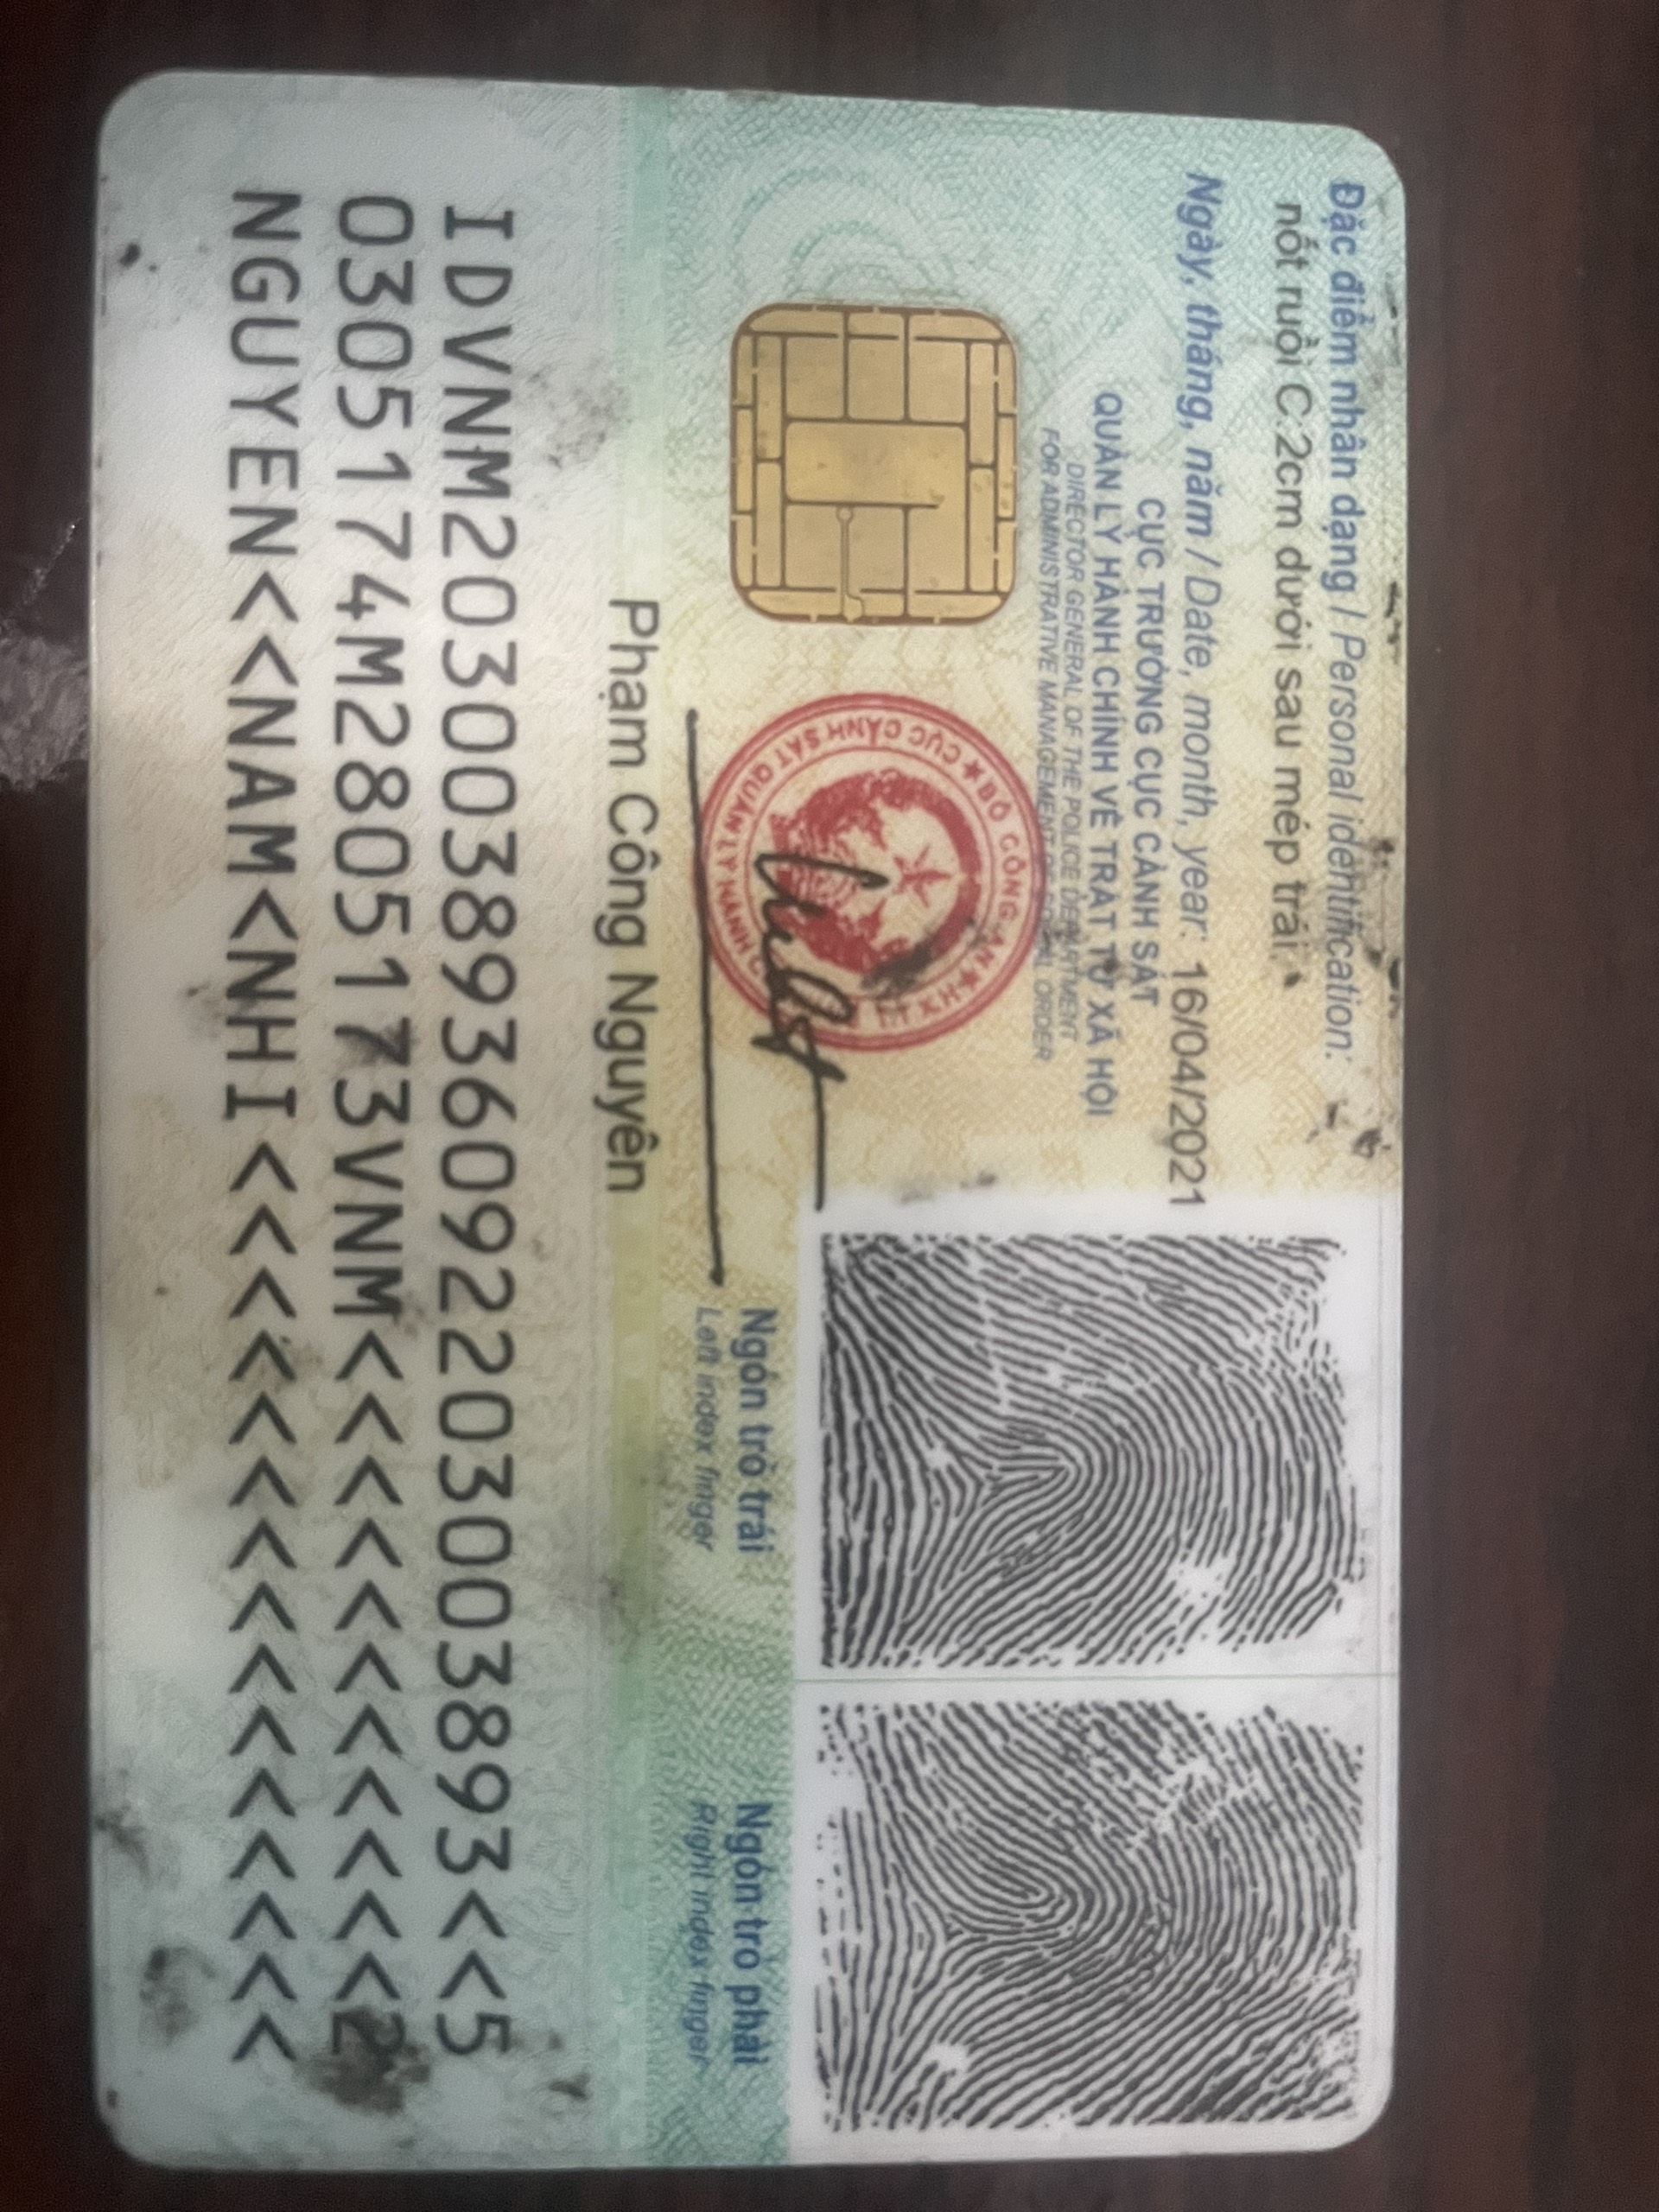 Đặc điểm nhân dạng / Personal identification:
nốt ruồi C:2cm dưới sau mép trái.
Ngày, tháng, năm / Date, month, year: 16/04/2021
CỤC TRƯỞNG CỤC CẢNH SÁT
QUẢN LÝ HÀNH CHÍNH VỀ TRẬT TỰ XÃ HỘI
DIRECTOR GENERAL OF THE POLICE DEPARTMENT
FOR ADMINISTRATIVE MANAGEMENT OF SOCIAL ORDER
BỘ CÔNG AN
CỤC CẢNH SÁT QUẢN LÝ HÀNH
Phạm Công Nguyên
Ngón trỏ trái
Left index finger
Ngón trỏ phải
Right index finger
IDVNM2030038936092203003893<<5
0305174M2805173VNM<<<<<<<<<<<2
NGUYEN<<NAM<NHI<<<<<<<<<<<<<<<